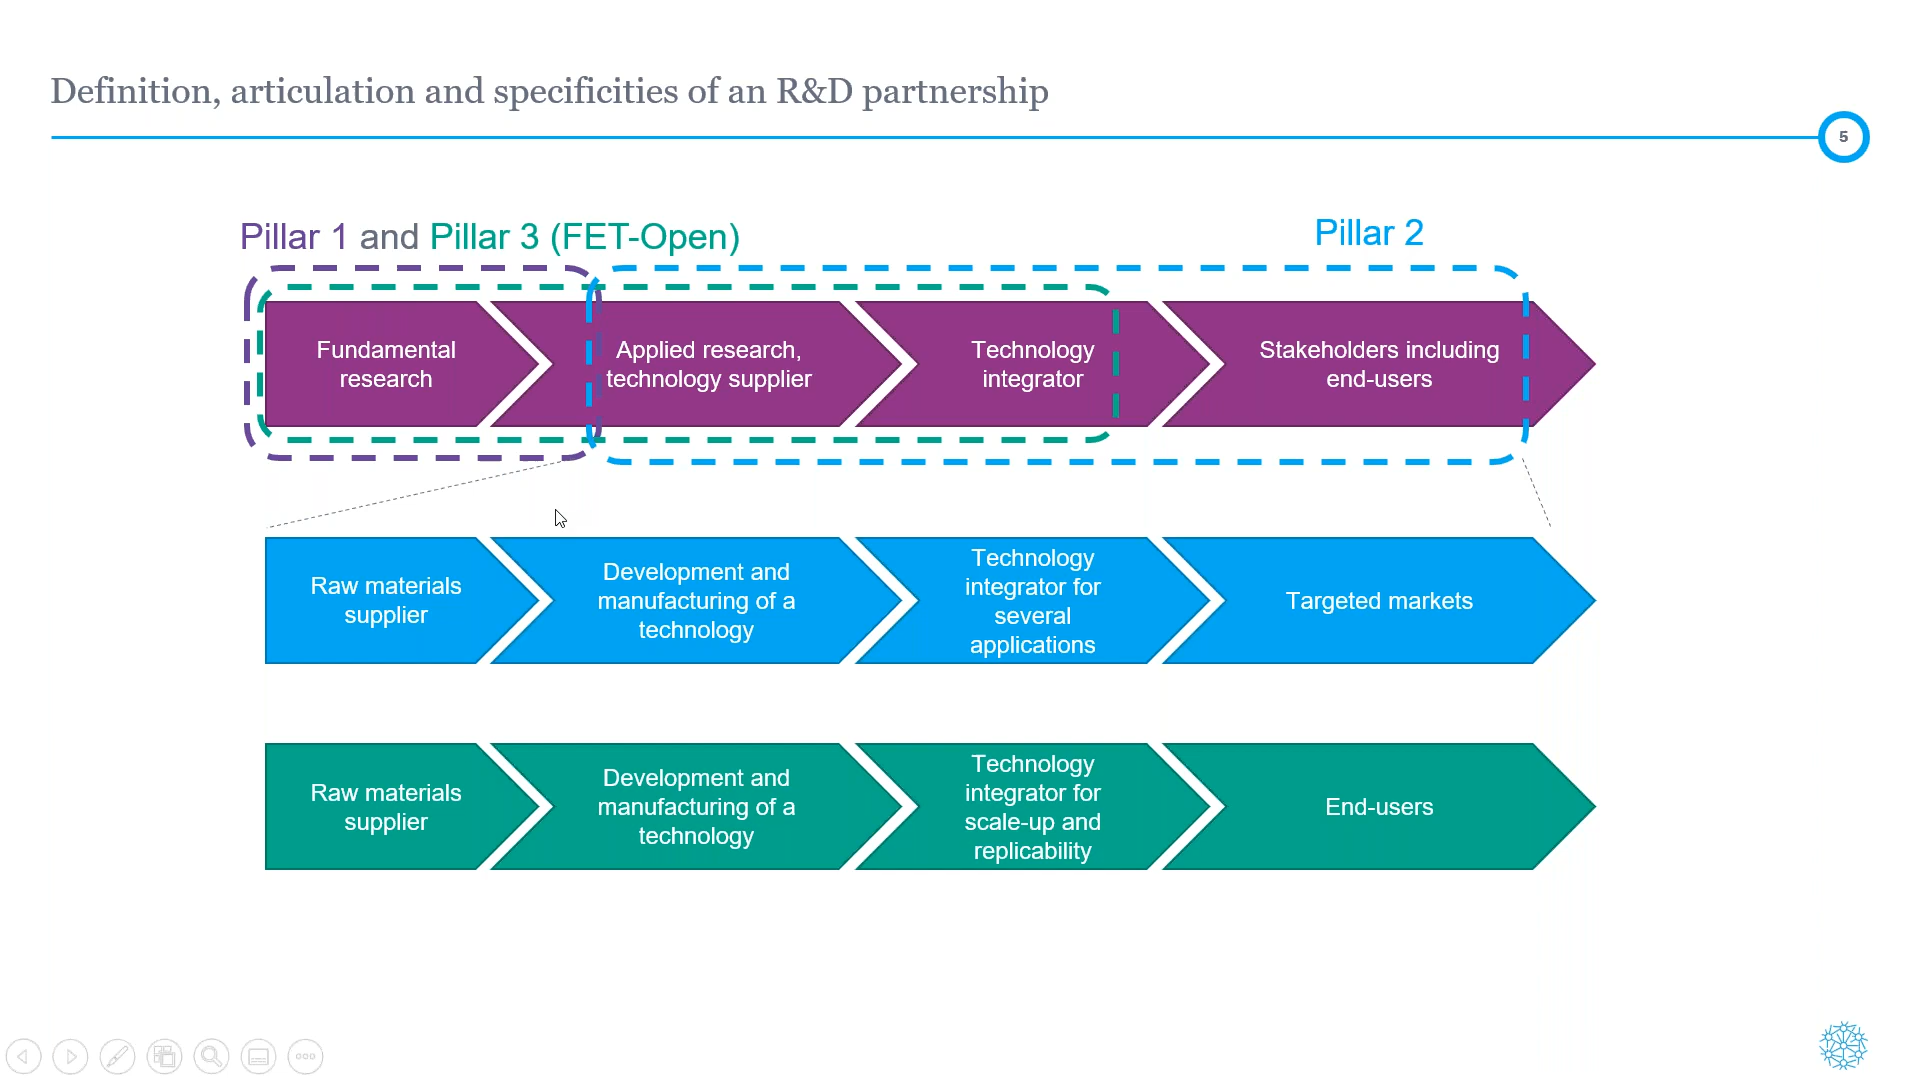 Definition, articulation and specificities of an R&D partnership
5
Pillar 1 and Pillar 3 (FET-Open)
Pillar 2
Fundamental
research
Applied research,
technology supplier
Technology
integrator
Stakeholders including
end-users
Raw materials
supplier
Development and
manufacturing of a
technology
Technology
integrator for
several
applications
Targeted markets
Raw materials
supplier
Development and
manufacturing of a
technology
Technology
integrator for
scale-up and
replicability
End-users